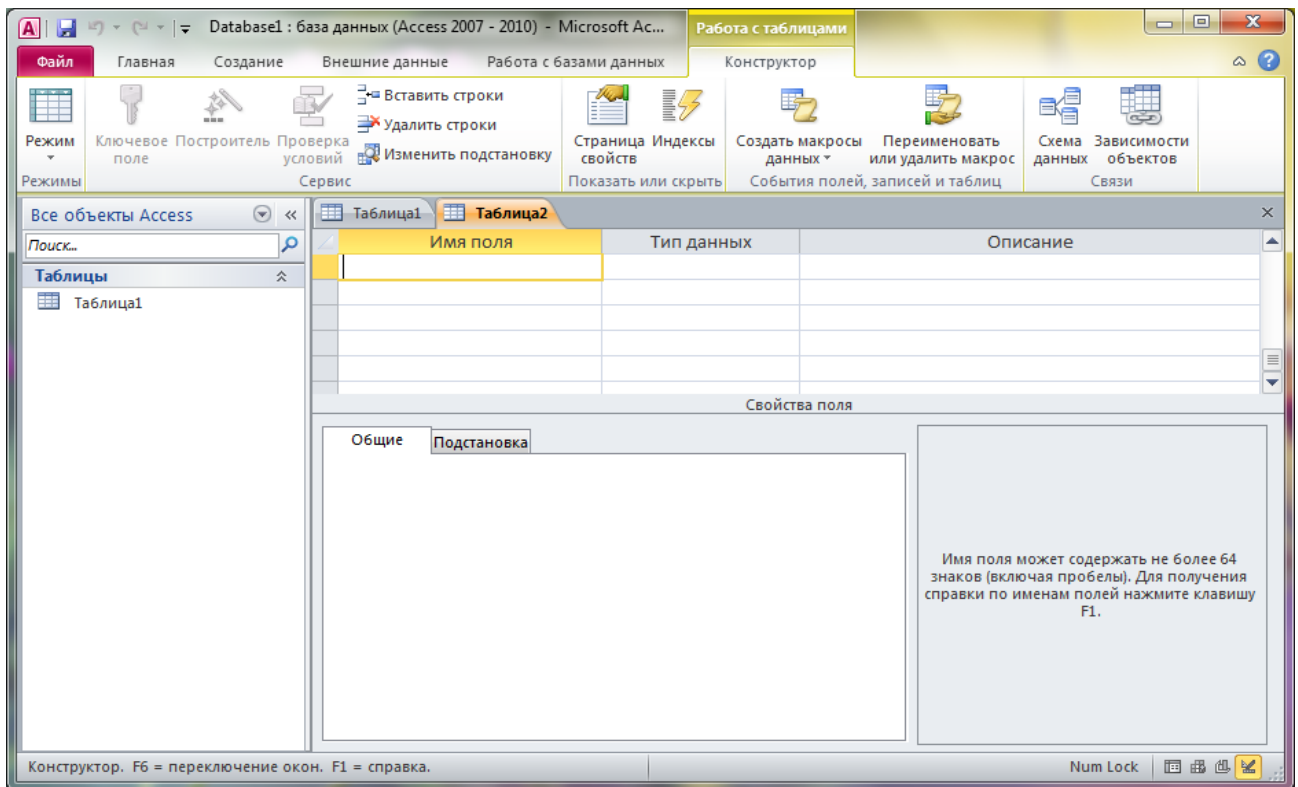 Database1 : база данных (Access 2007 - 2010) - Microsoft Ac...
Работа с таблицами
Файл
Главная
Создание
Внешние данные
Работа с базами данных
Конструктор
Режим
Ключевое поле
Построитель
Проверка условий
Вставить строки
Удалить строки
Изменить подстановку
Страница свойств
Индексы
Создать макросы данных
Переименовать или удалить макрос
Схема данных
Зависимости объектов
Режимы
Сервис
Показать или скрыть
События полей, записей и таблиц
Связи
Все объекты Access
Поиск...
Таблицы
Таблица1
Таблица1
Таблица2
Имя поля
Тип данных
Описание
Свойства поля
Общие
Подстановка
Имя поля может содержать не более 64
знаков (включая пробелы). Для получения
справки по именам полей нажмите клавишу
F1.
Конструктор. F6 = переключение окон. F1 = справка.
Num Lock